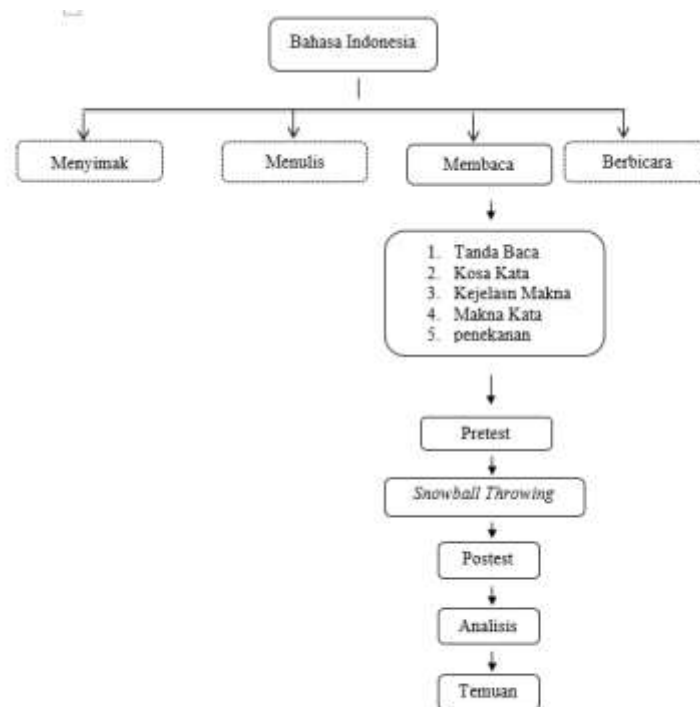 Bahasa Indonesia
Menyimak Menulis Membaca Berbicara
1. Tanda Baca
2. Kosa Kata
3. Kejelasn Makna
4. Makna Kata
5. penekanan
Pretest
Snowball Throwing
Postest
Analisis
Temuan